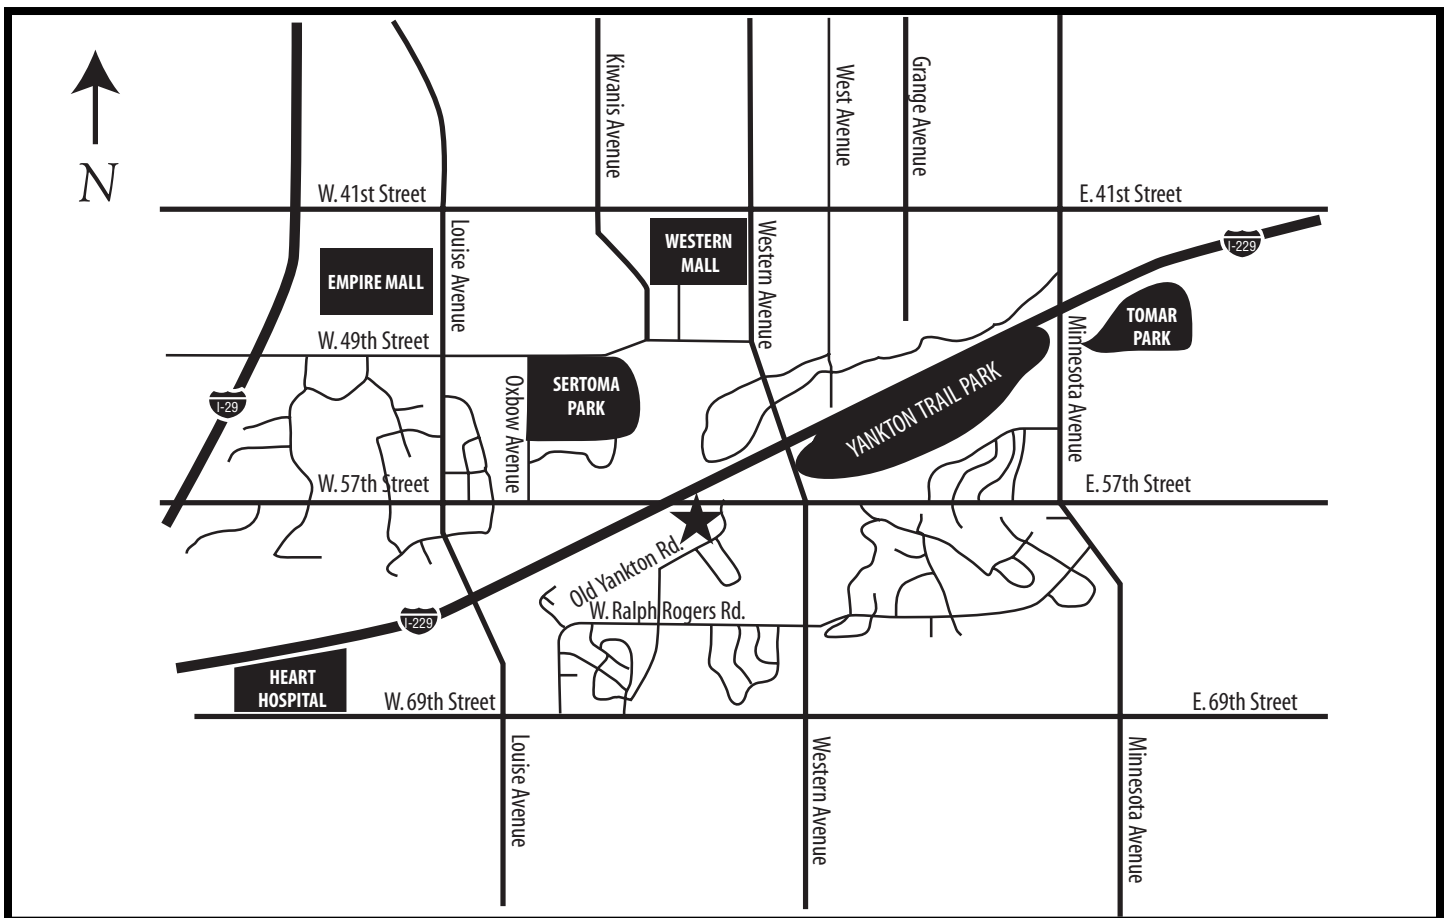 Kiwanis Avenue
West Avenue
Grange Avenue
N
W. 41st Street
E. 41st Street
Louise Avenue
WESTERN
MALL
Western Avenue
I-229
EMPIRE MALL
W. 49th Street
TOMAR
PARK
Minnesota Avenue
I-29
Oxbow Avenue
SERTOMA
PARK
YANKTON TRAIL PARK
W. 57th Street
E. 57th Street
Old Yankton Rd.
W. Ralph Rogers Rd.
I-229
HEART
HOSPITAL
W. 69th Street
E. 69th Street
Louise Avenue
Western Avenue
Minnesota Avenue